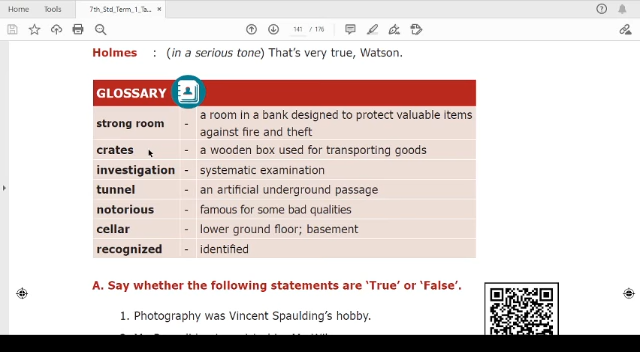 Home
Tools
7th_Std_Term_1_Ta...
141 / 176
Holmes : (in a serious tone) That's very true, Watson.
GLOSSARY
strong room - a room in a bank designed to protect valuable items
against fire and theft
crates - a wooden box used for transporting goods
investigation - systematic examination
tunnel - an artificial underground passage
notorious - famous for some bad qualities
cellar - lower ground floor; basement
recognized - identified
A. Say whether the following statements are 'True' or 'False'.
1. Photography was Vincent Spaulding's hobby.